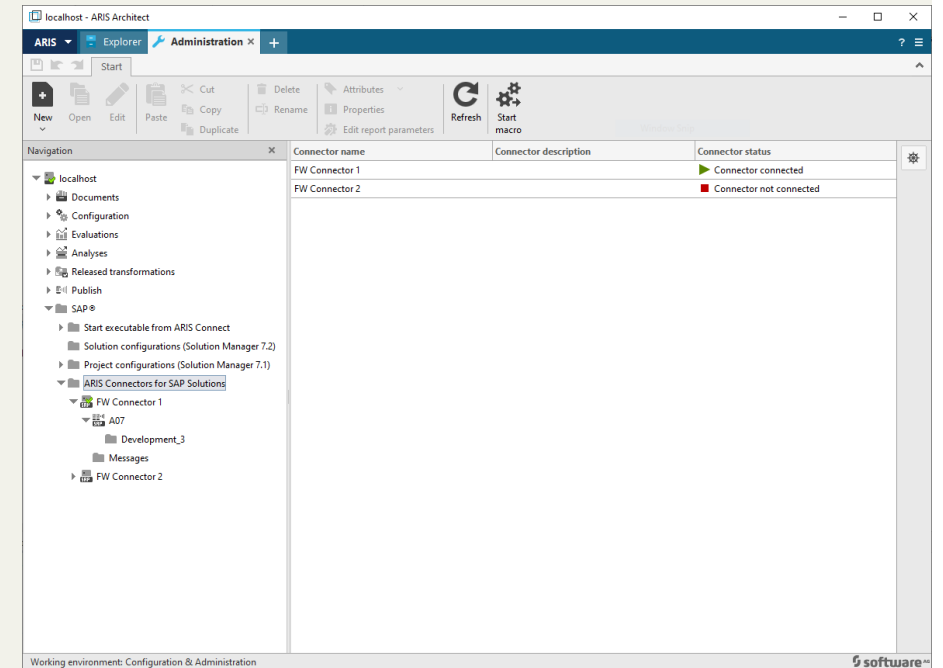 localhost - ARIS Architect
ARIS Explorer Administration
Start
New Open Edit Paste Cut Copy Duplicate Delete Rename Attributes Properties Edit report parameters Refresh Start macro
Navigation
localhost
Documents
Configuration
Evaluations
Analyses
Released transformations
Publish
SAP®
Start executable from ARIS Connect
Solution configurations (Solution Manager 7.2)
Project configurations (Solution Manager 7.1)
ARIS Connectors for SAP Solutions
FW Connector 1
A07
Development_3
Messages
FW Connector 2
Connector name Connector description Connector status
FW Connector 1 Connector connected
FW Connector 2 Connector not connected
Working environment: Configuration & Administration
software AG